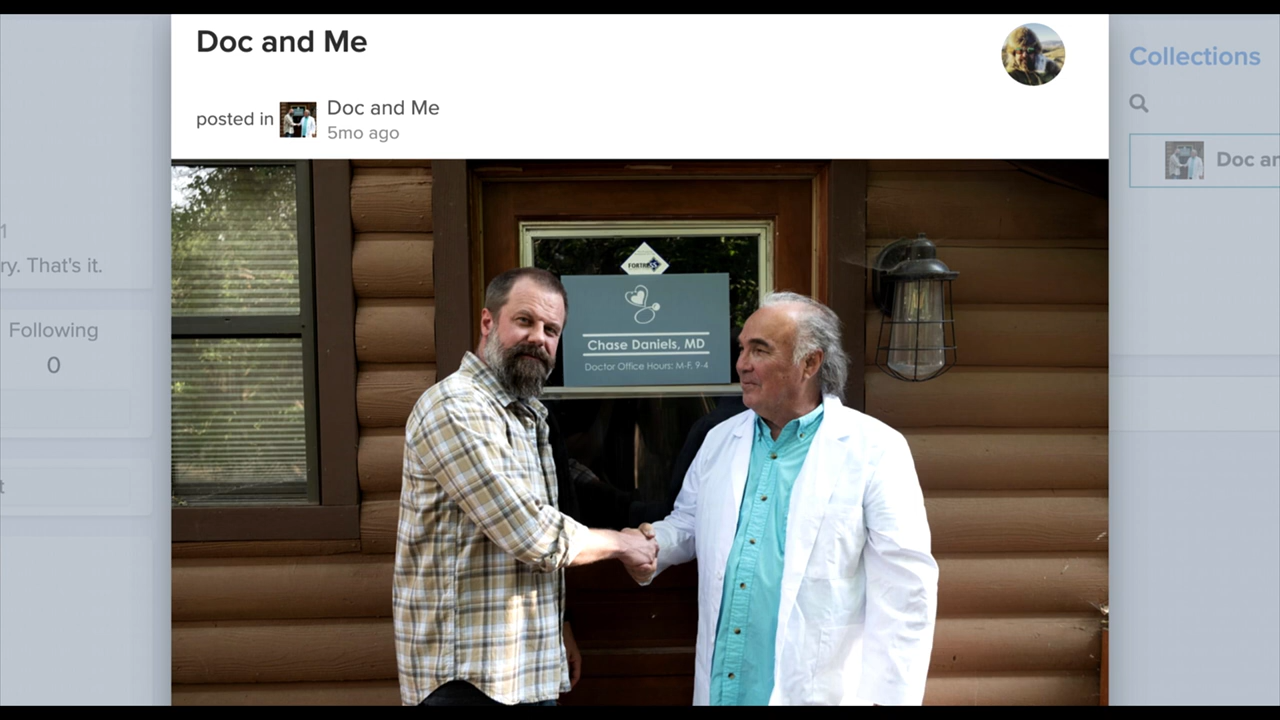 Doc and Me
posted in
Doc and Me
5mo ago
Collections
Doc an
1
ry. That's it.
Following
0
t
FORTRESS
Chase Daniels, MD
Doctor Office Hours: M-F, 9-4